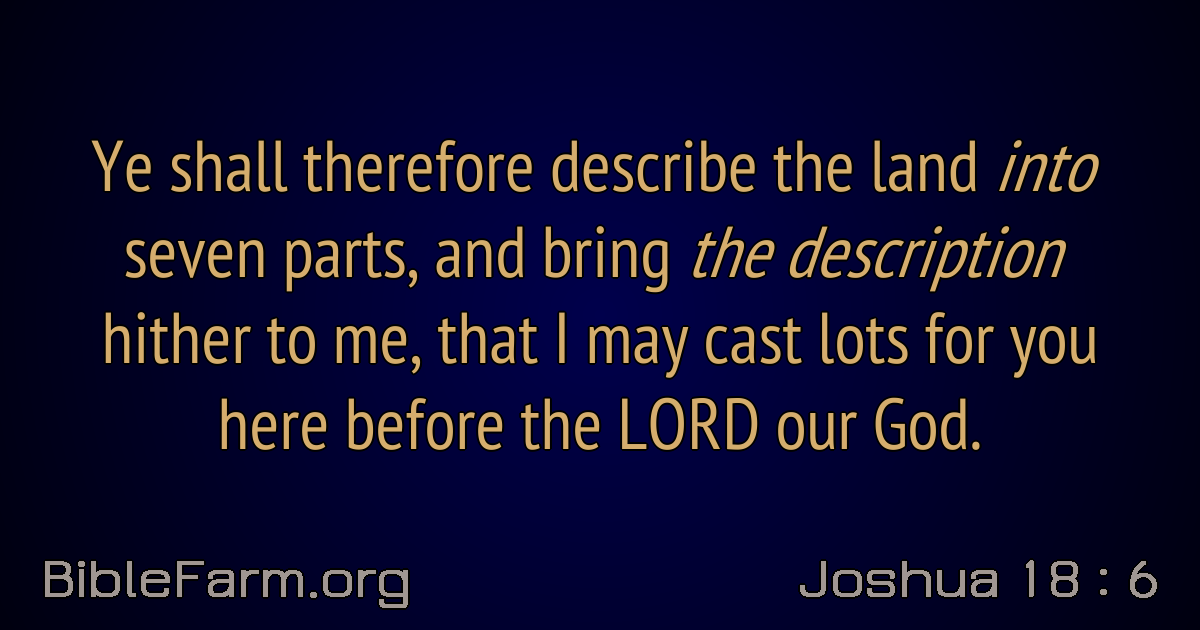 Ye shall therefore describe the land into
seven parts, and bring the description
hither to me, that I may cast lots for you
here before the LORD our God.
BibleFarm.org
Joshua 18 : 6